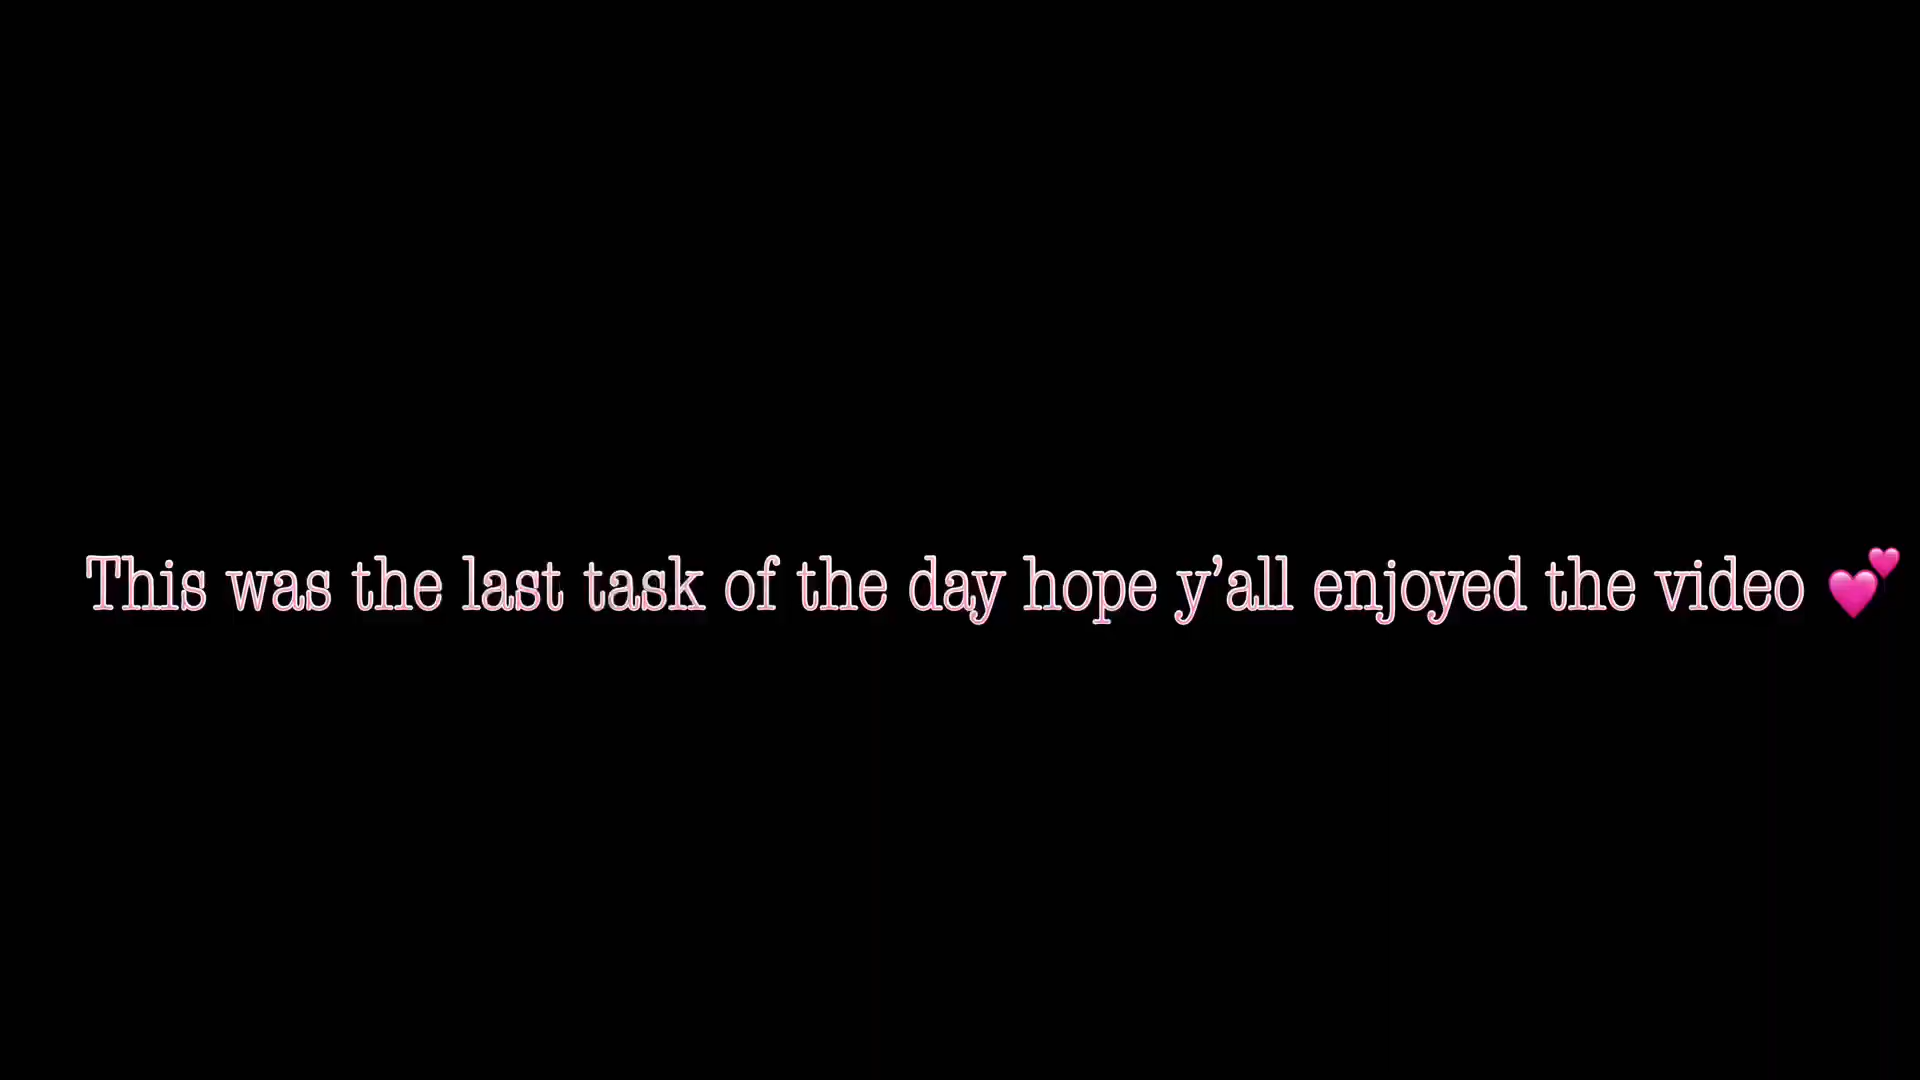 This was the last task of the day hope y’all enjoyed the video 💕